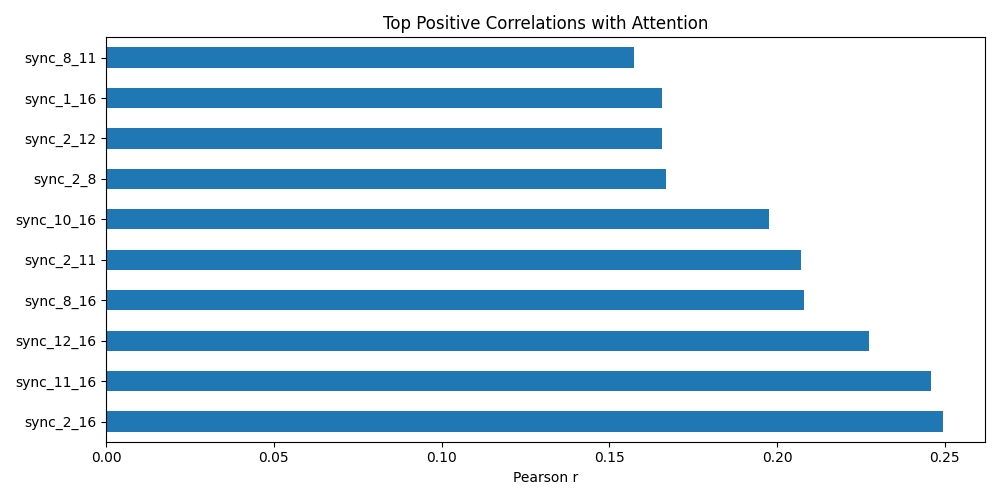 Top Positive Correlations with Attention
sync_8_11
sync_1_16
sync_2_12
sync_2_8
sync_10_16
sync_2_11
sync_8_16
sync_12_16
sync_11_16
sync_2_16
0.00 0.05 0.10 0.15 0.20 0.25
Pearson r